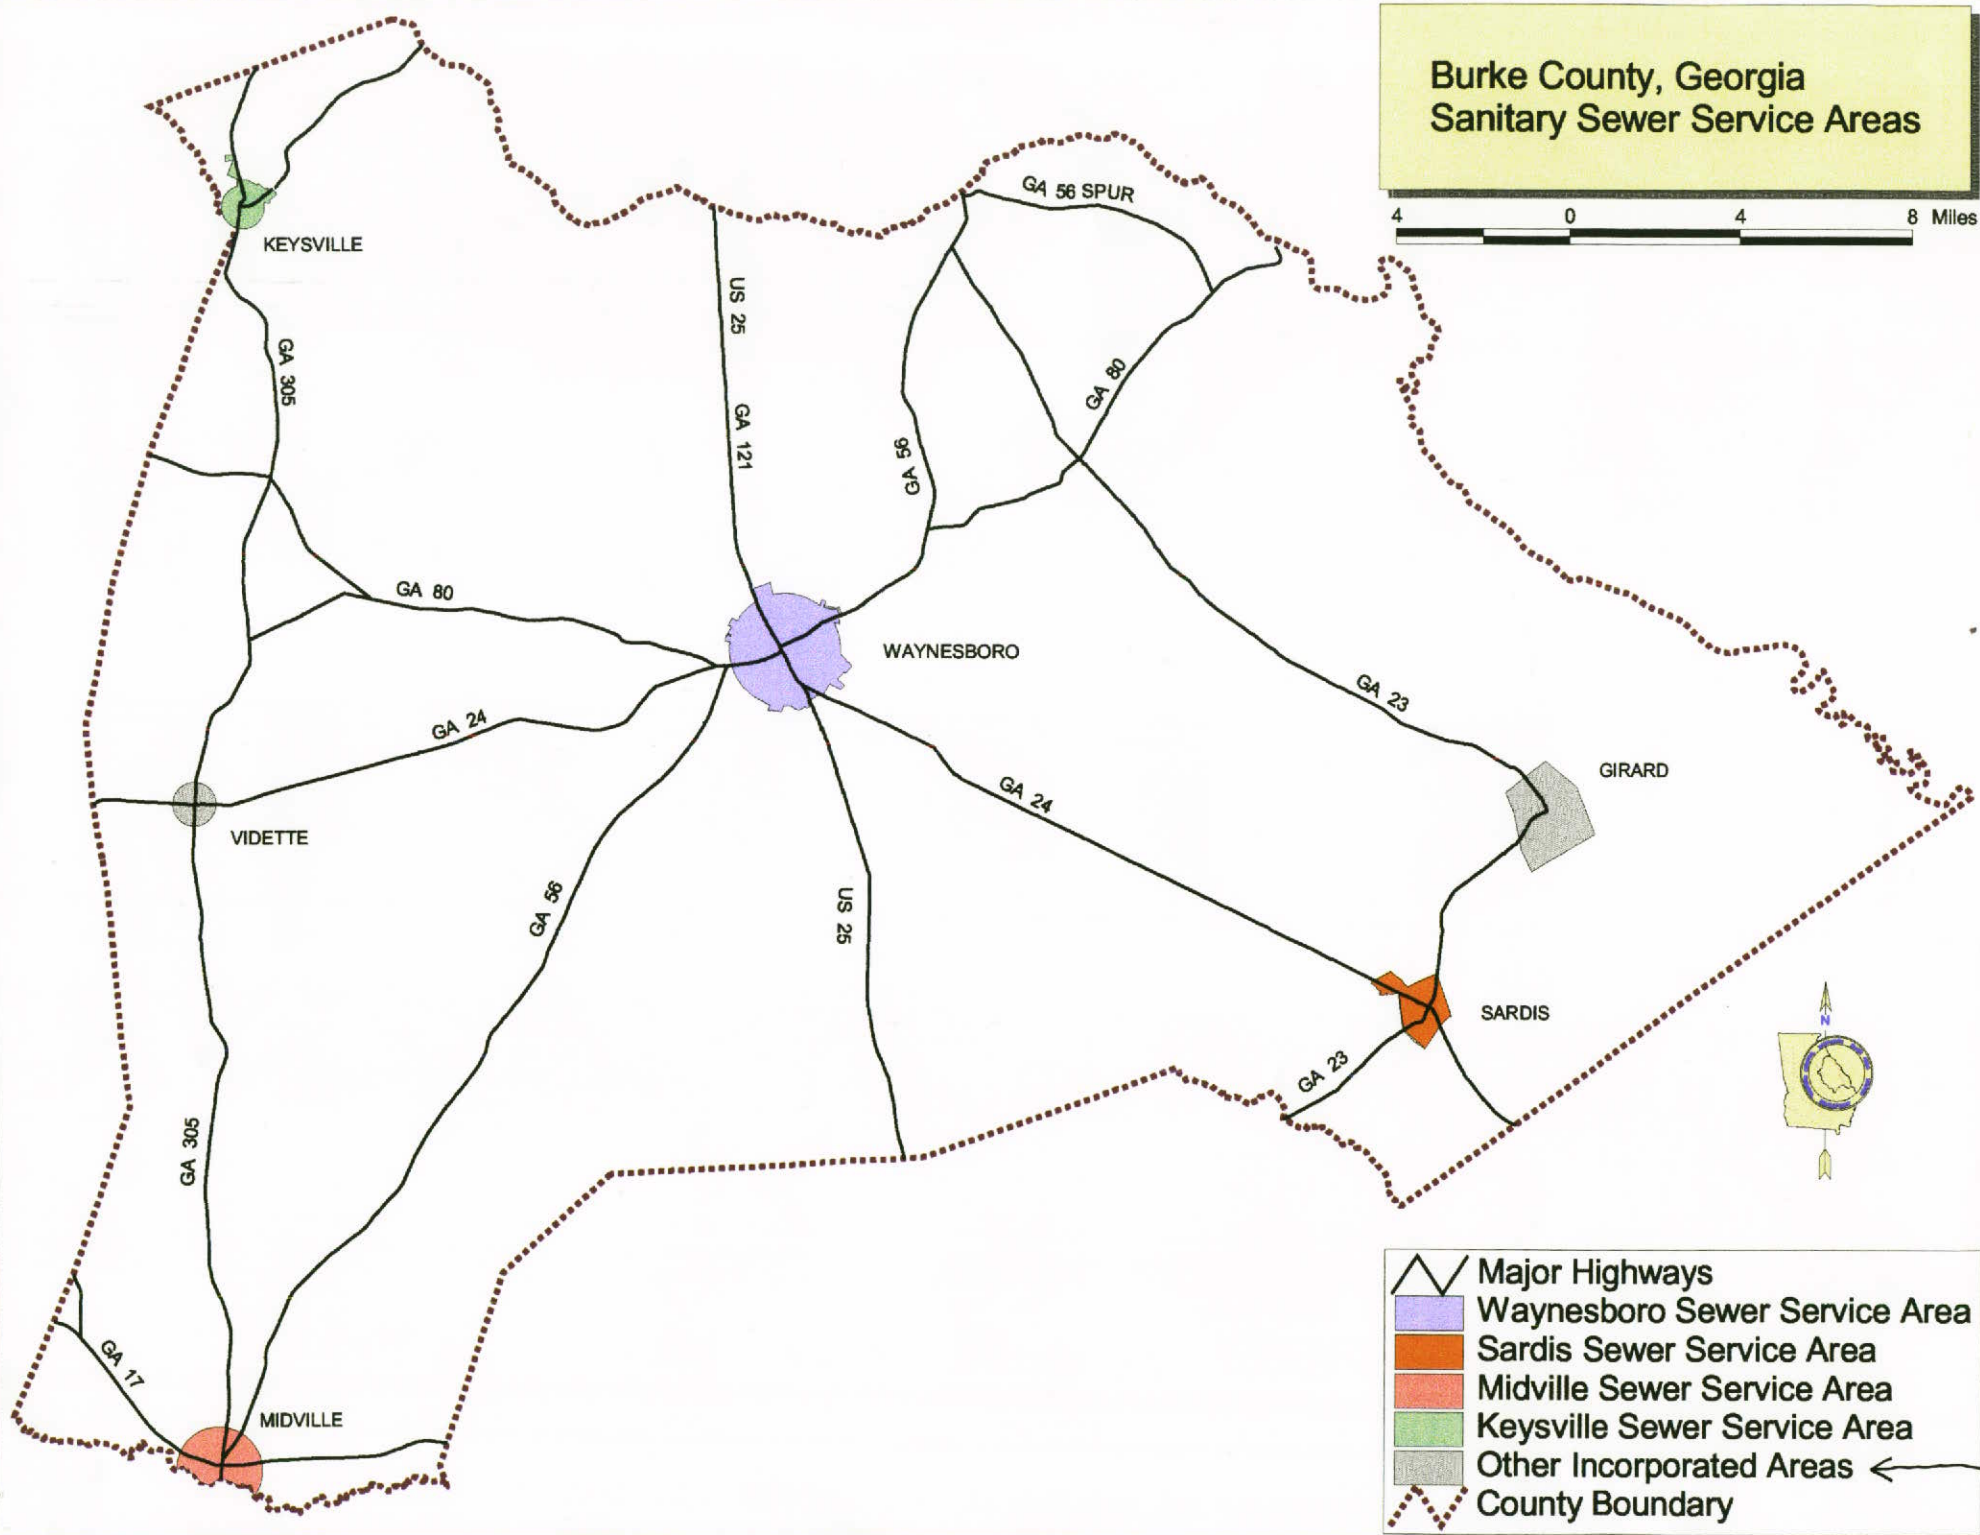 Burke County, Georgia
Sanitary Sewer Service Areas
4 0 4 8 Miles
GA 56 SPUR
KEYSVILLE
US 25
GA 305
GA 80
GA 121
GA 56
GA 80
WAYNESBORO
GA 23
GA 24
GIRARD
GA 24
VIDETTE
GA 56
US 25
SARDIS
N
GA 23
GA 305
GA 17
MIDVILLE
Major Highways
Waynesboro Sewer Service Area
Sardis Sewer Service Area
Midville Sewer Service Area
Keysville Sewer Service Area
Other Incorporated Areas
County Boundary